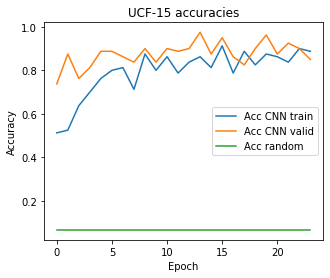 UCF-15 accuracies
1.0
0.8
0.6
0.4
0.2
Accuracy
Acc CNN train
Acc CNN valid
Acc random
0 5 10 15 20
Epoch